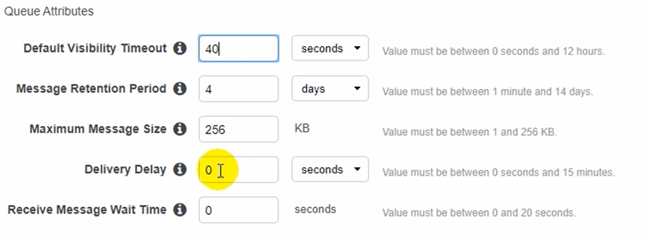 Queue Attributes
Default Visibility Timeout 40 seconds Value must be between 0 seconds and 12 hours.
Message Retention Period 4 days Value must be between 1 minute and 14 days.
Maximum Message Size 256 KB Value must be between 1 and 256 KB.
Delivery Delay 0 seconds Value must be between 0 seconds and 15 minutes.
Receive Message Wait Time 0 seconds Value must be between 0 and 20 seconds.